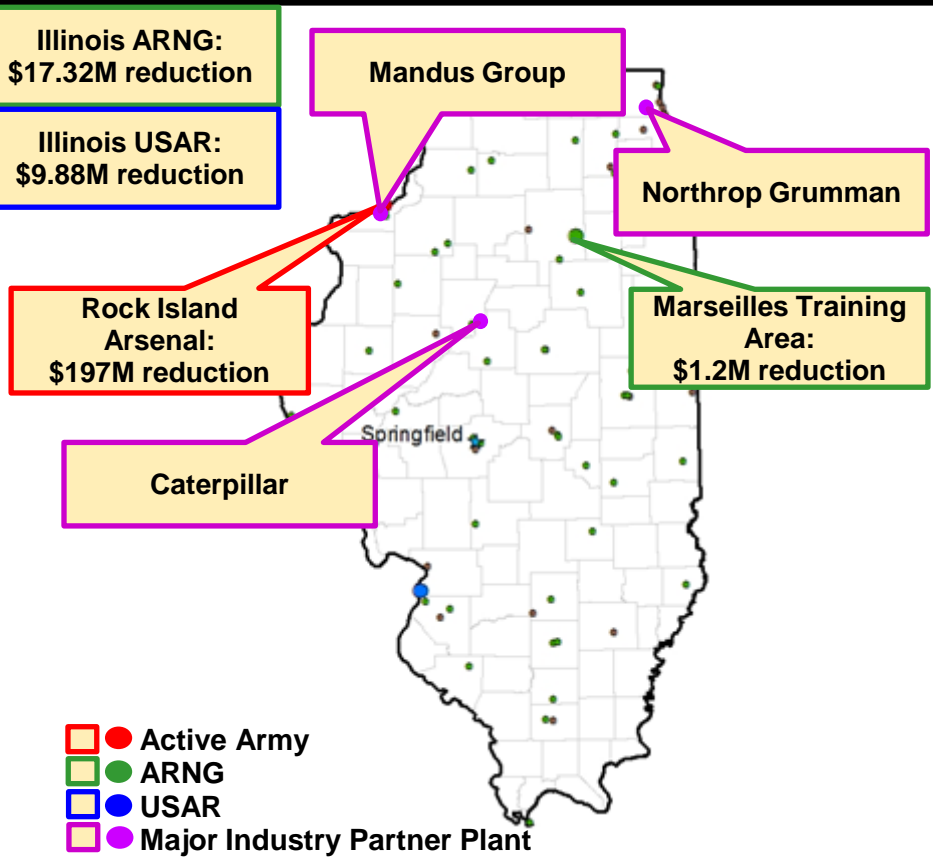 Illinois ARNG:
$17.32M reduction
Mandus Group
Illinois USAR:
$9.88M reduction
Northrop Grumman
Rock Island
Arsenal:
$197M reduction
Marseilles Training
Area:
$1.2M reduction
Springfield
Caterpillar
Active Army
ARNG
USAR
Major Industry Partner Plant